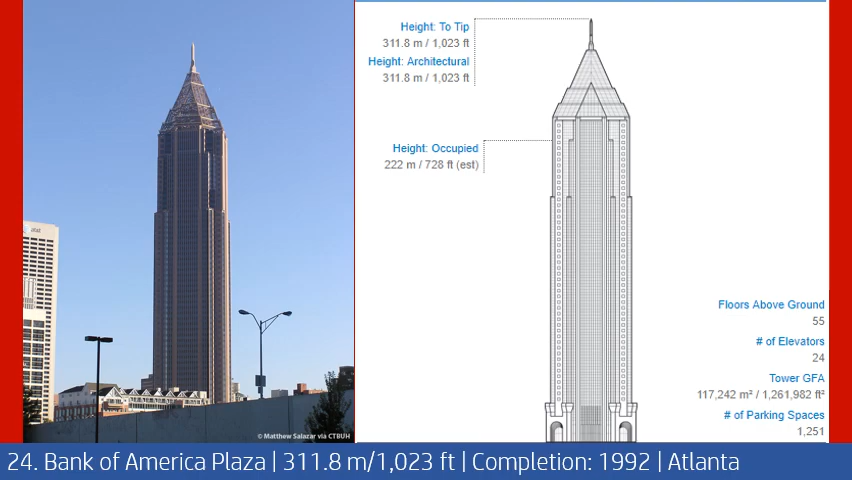 Height: To Tip
311.8 m / 1,023 ft
Height: Architectural
311.8 m / 1,023 ft
Height: Occupied
222 m / 728 ft (est)
at&t
Floors Above Ground
55
# of Elevators
24
Tower GFA
117,242 m² / 1,261,982 ft²
# of Parking Spaces
1,251
© Matthew Salazar via CTBUH
24. Bank of America Plaza | 311.8 m/1,023 ft | Completion: 1992 | Atlanta